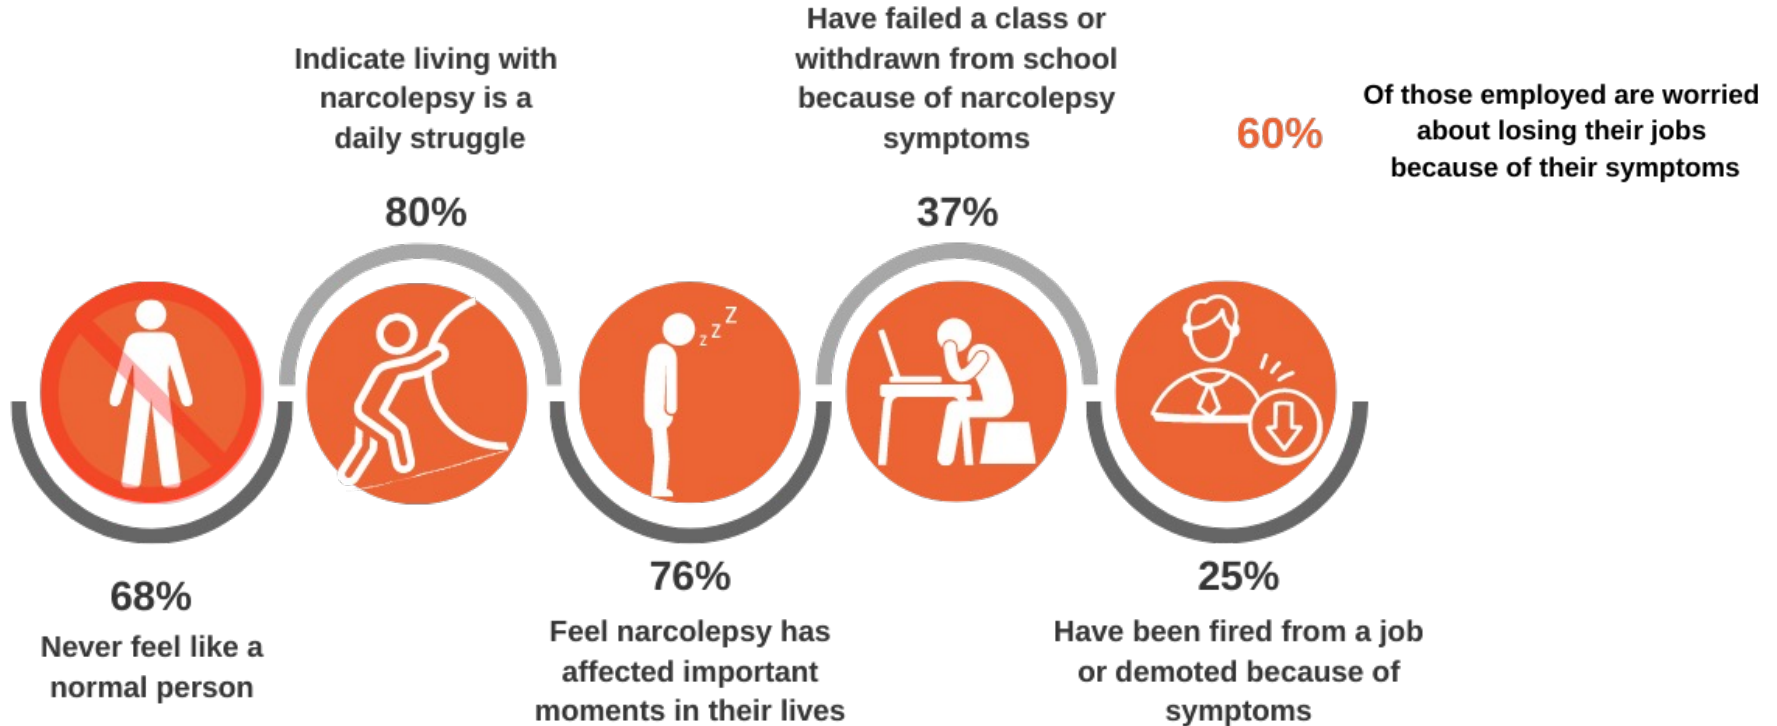 Indicate living with
narcolepsy is a
daily struggle
80%
Have failed a class or
withdrawn from school
because of narcolepsy
symptoms
37%
60%
Of those employed are worried
about losing their jobs
because of their symptoms
z z Z
68%
Never feel like a
normal person
76%
Feel narcolepsy has
affected important
moments in their lives
25%
Have been fired from a job
or demoted because of
symptoms